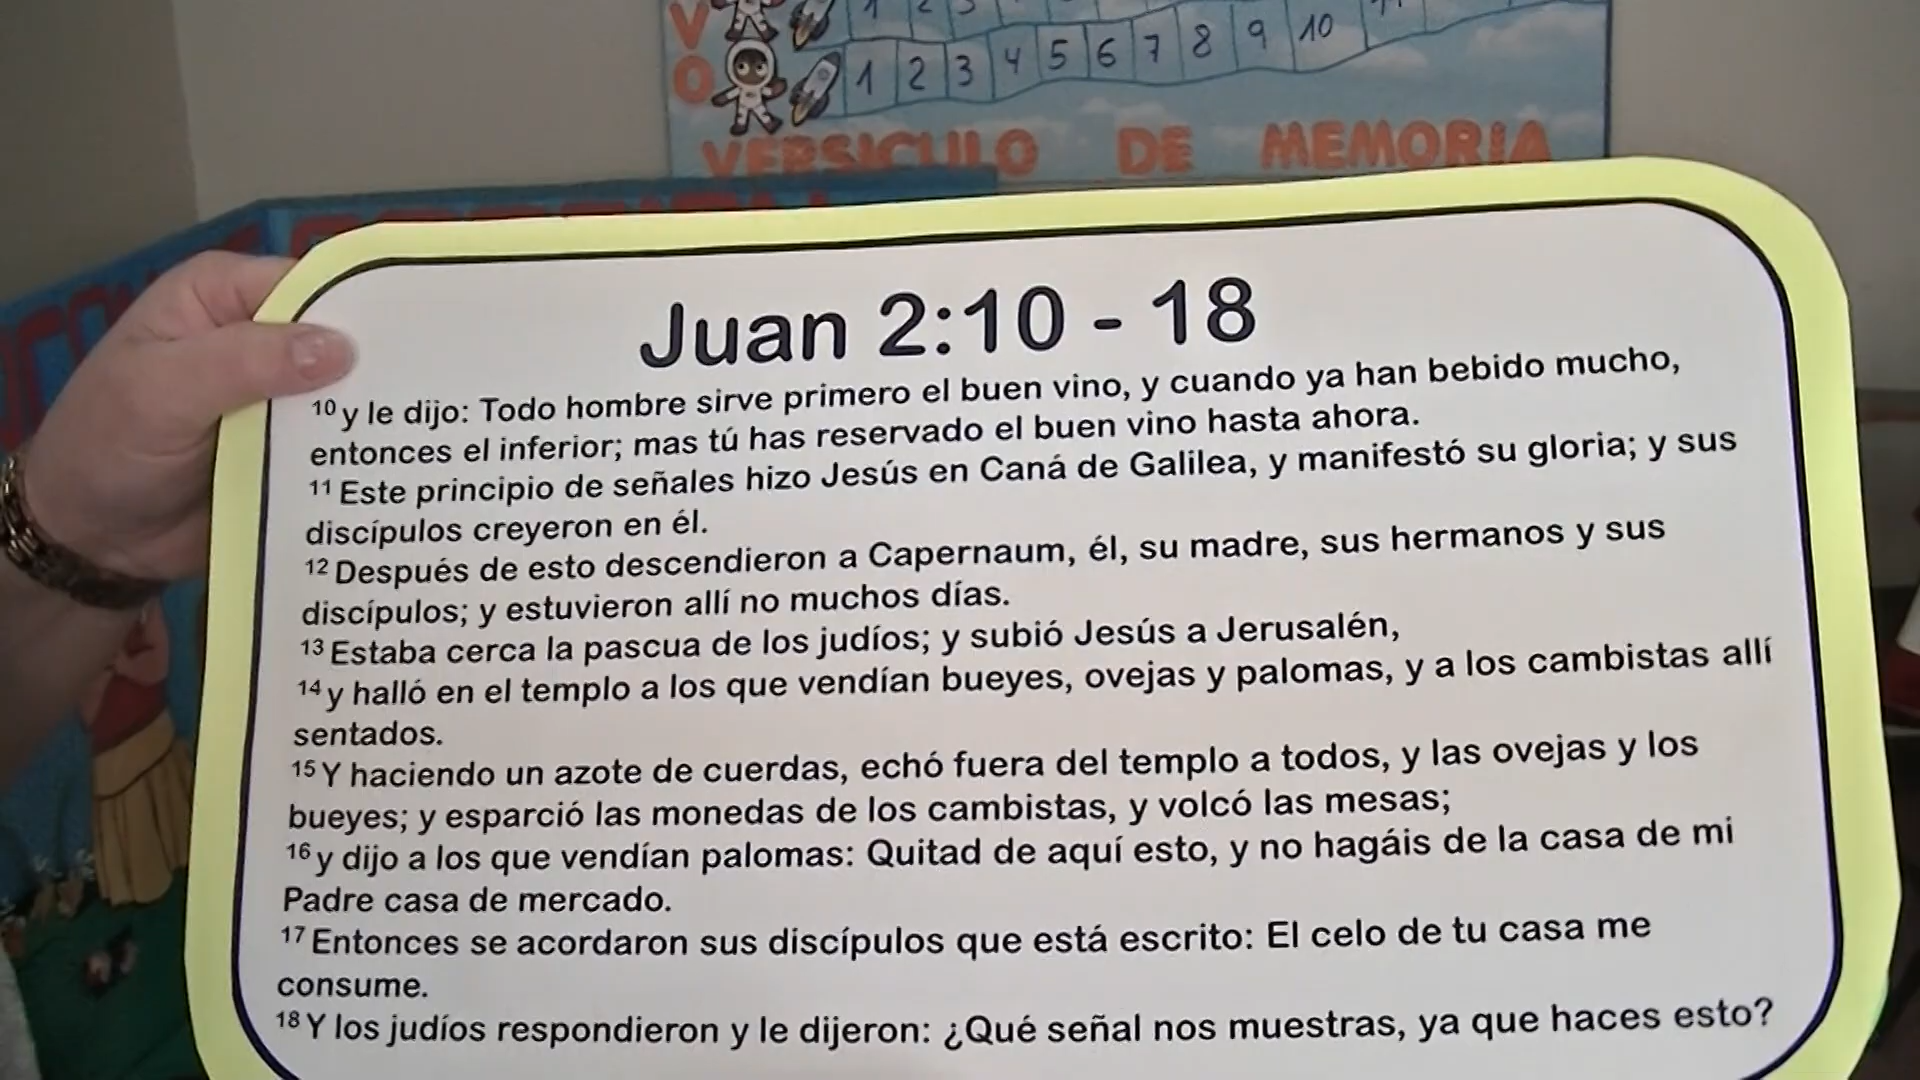 V
O
1 2 3
1 2 3 4 5 6 7 8 9 10 11
VERSICULO DE MEMORIA
Juan 2:10 - 18
10 y le dijo: Todo hombre sirve primero el buen vino, y cuando ya han bebido mucho,
entonces el inferior; mas tú has reservado el buen vino hasta ahora.
11 Este principio de señales hizo Jesús en Caná de Galilea, y manifestó su gloria; y sus
discípulos creyeron en él.
12 Después de esto descendieron a Capernaum, él, su madre, sus hermanos y sus
discípulos; y estuvieron allí no muchos días.
13 Estaba cerca la pascua de los judíos; y subió Jesús a Jerusalén,
14 y halló en el templo a los que vendían bueyes, ovejas y palomas, y a los cambistas allí
sentados.
15 Y haciendo un azote de cuerdas, echó fuera del templo a todos, y las ovejas y los
bueyes; y esparció las monedas de los cambistas, y volcó las mesas;
16 y dijo a los que vendían palomas: Quitad de aquí esto, y no hagáis de la casa de mi
Padre casa de mercado.
17 Entonces se acordaron sus discípulos que está escrito: El celo de tu casa me
consume.
18 Y los judíos respondieron y le dijeron: ¿Qué señal nos muestras, ya que haces esto?